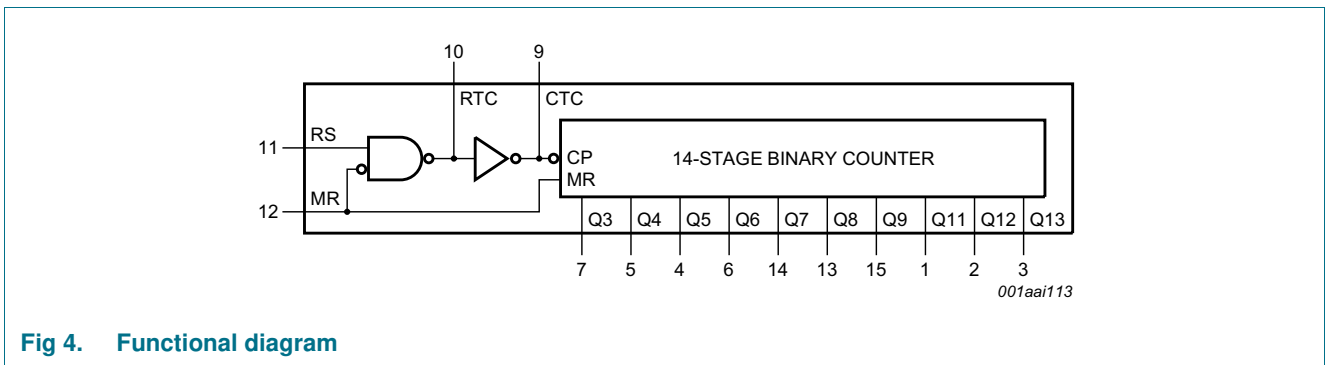 10 9
RTC CTC
11 RS
CP 14-STAGE BINARY COUNTER
MR
12 MR
Q3 Q4 Q5 Q6 Q7 Q8 Q9 Q11 Q12 Q13
7 5 4 6 14 13 15 1 2 3
001aai113
Fig 4. Functional diagram